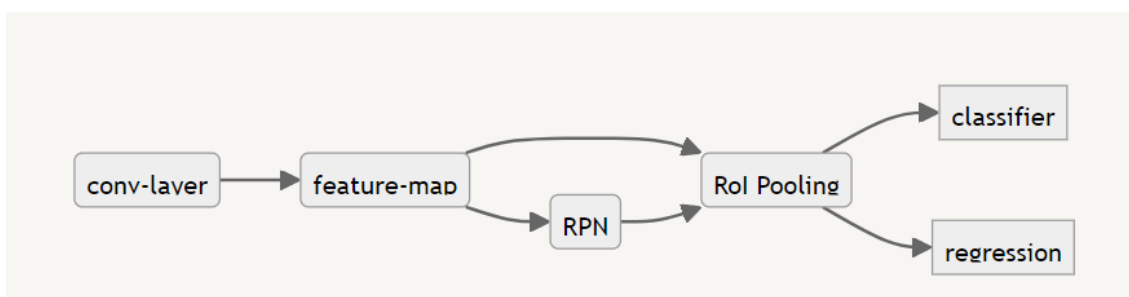 conv-layer
feature-map
RPN
RoI Pooling
classifier
regression